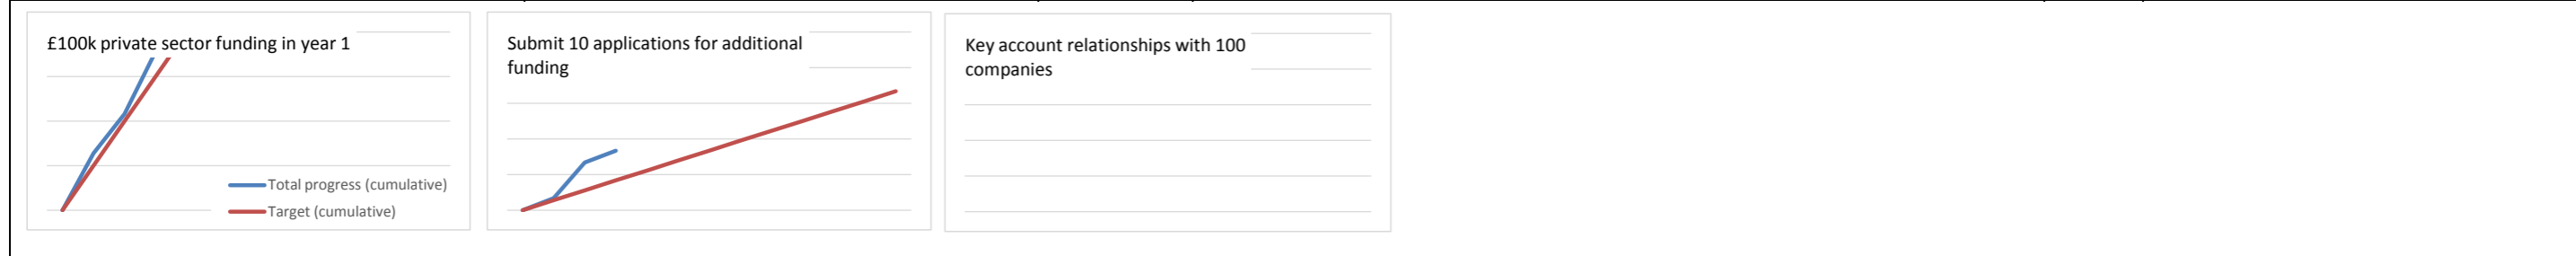 £100k private sector funding in year 1
Total progress (cumulative)
Target (cumulative)
Submit 10 applications for additional
funding
Key account relationships with 100
companies